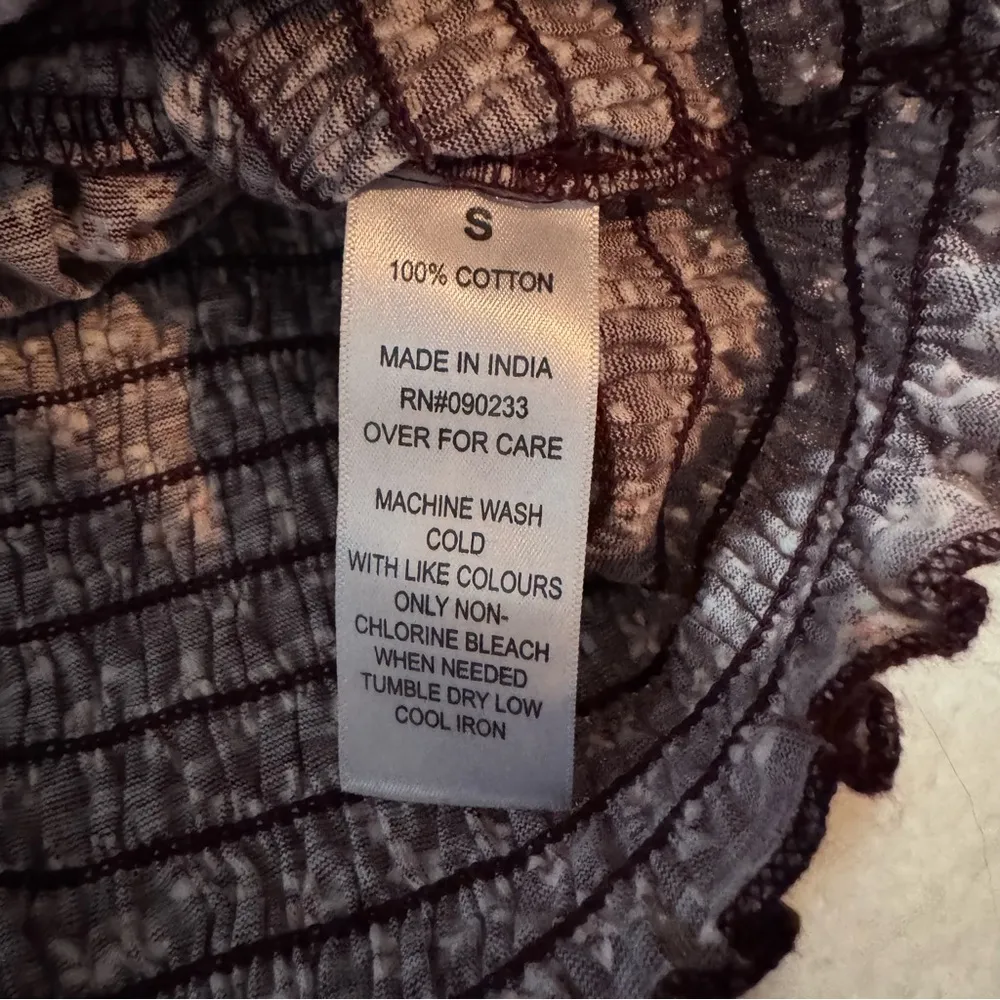 S
100% COTTON
MADE IN INDIA
RN#090233
OVER FOR CARE
MACHINE WASH
COLD
WITH LIKE COLOURS
ONLY NON-
CHLORINE BLEACH
WHEN NEEDED
TUMBLE DRY LOW
COOL IRON